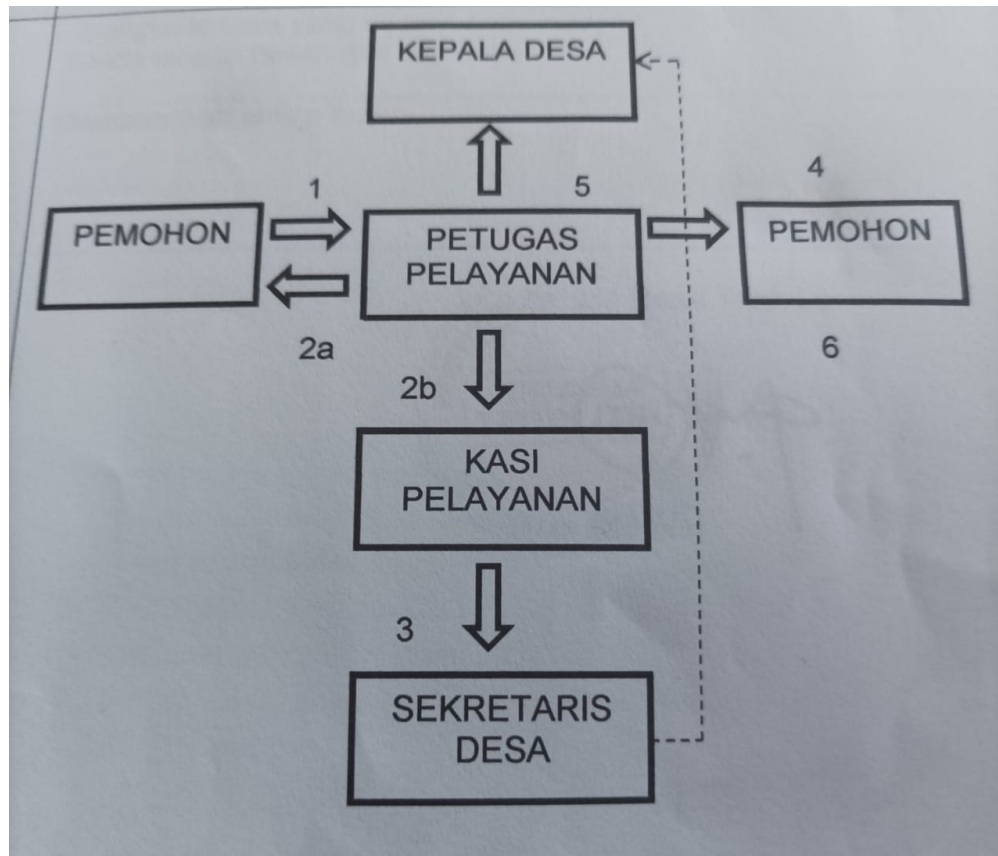 KEPALA DESA
1
5
4
PEMOHON
PETUGAS
PELAYANAN
PEMOHON
2a
2b
6
KASI
PELAYANAN
3
SEKRETARIS
DESA